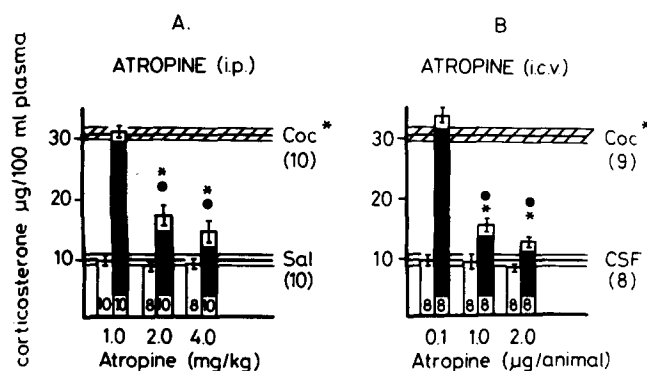 A.
B
ATROPINE (i.p.)
ATROPINE (i.c.v.)
corticosterone µg/100 ml plasma
30
20
10
Coc *
(10)
Sal
(10)
* *
10 10 8 10 8 10
1.0 2.0 4.0
Atropine (mg/kg)
30
20
10
Coc *
(9)
CSF
(8)
* *
8 8 8 8 8 8
0.1 1.0 2.0
Atropine (µg/animal)